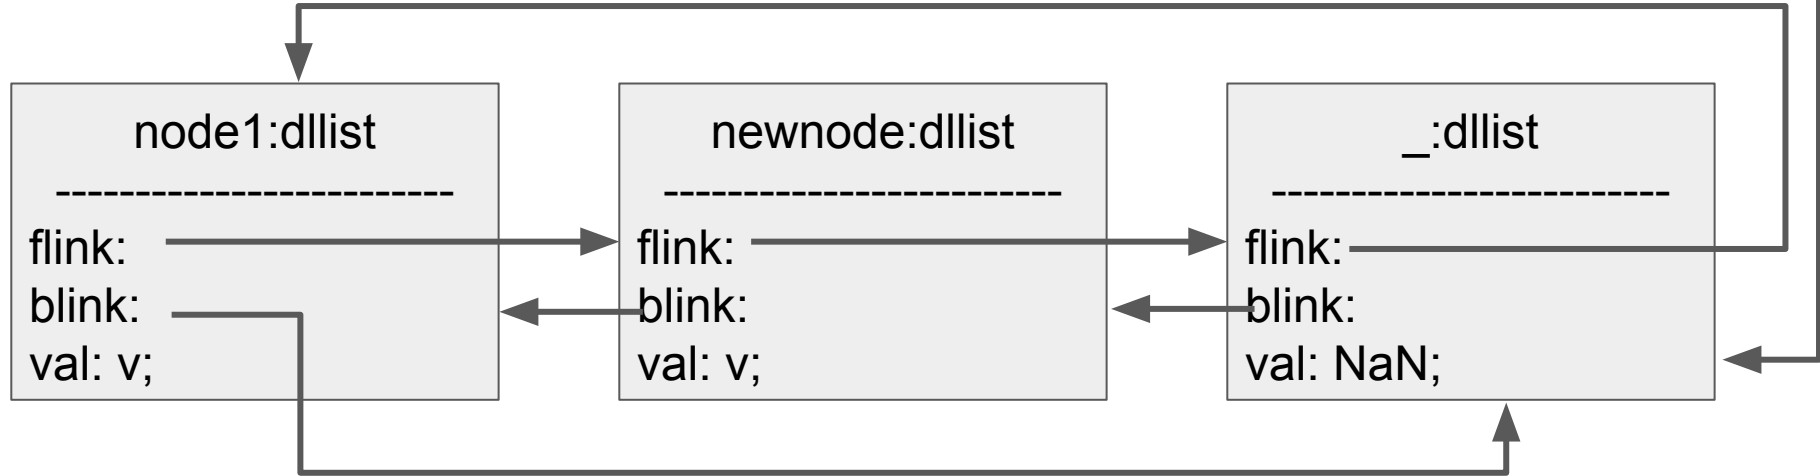 node1:dllist
-------------------------
flink:
blink:
val: v;
newnode:dllist
-------------------------
flink:
blink:
val: v;
_:dllist
-------------------------
flink:
blink:
val: NaN;